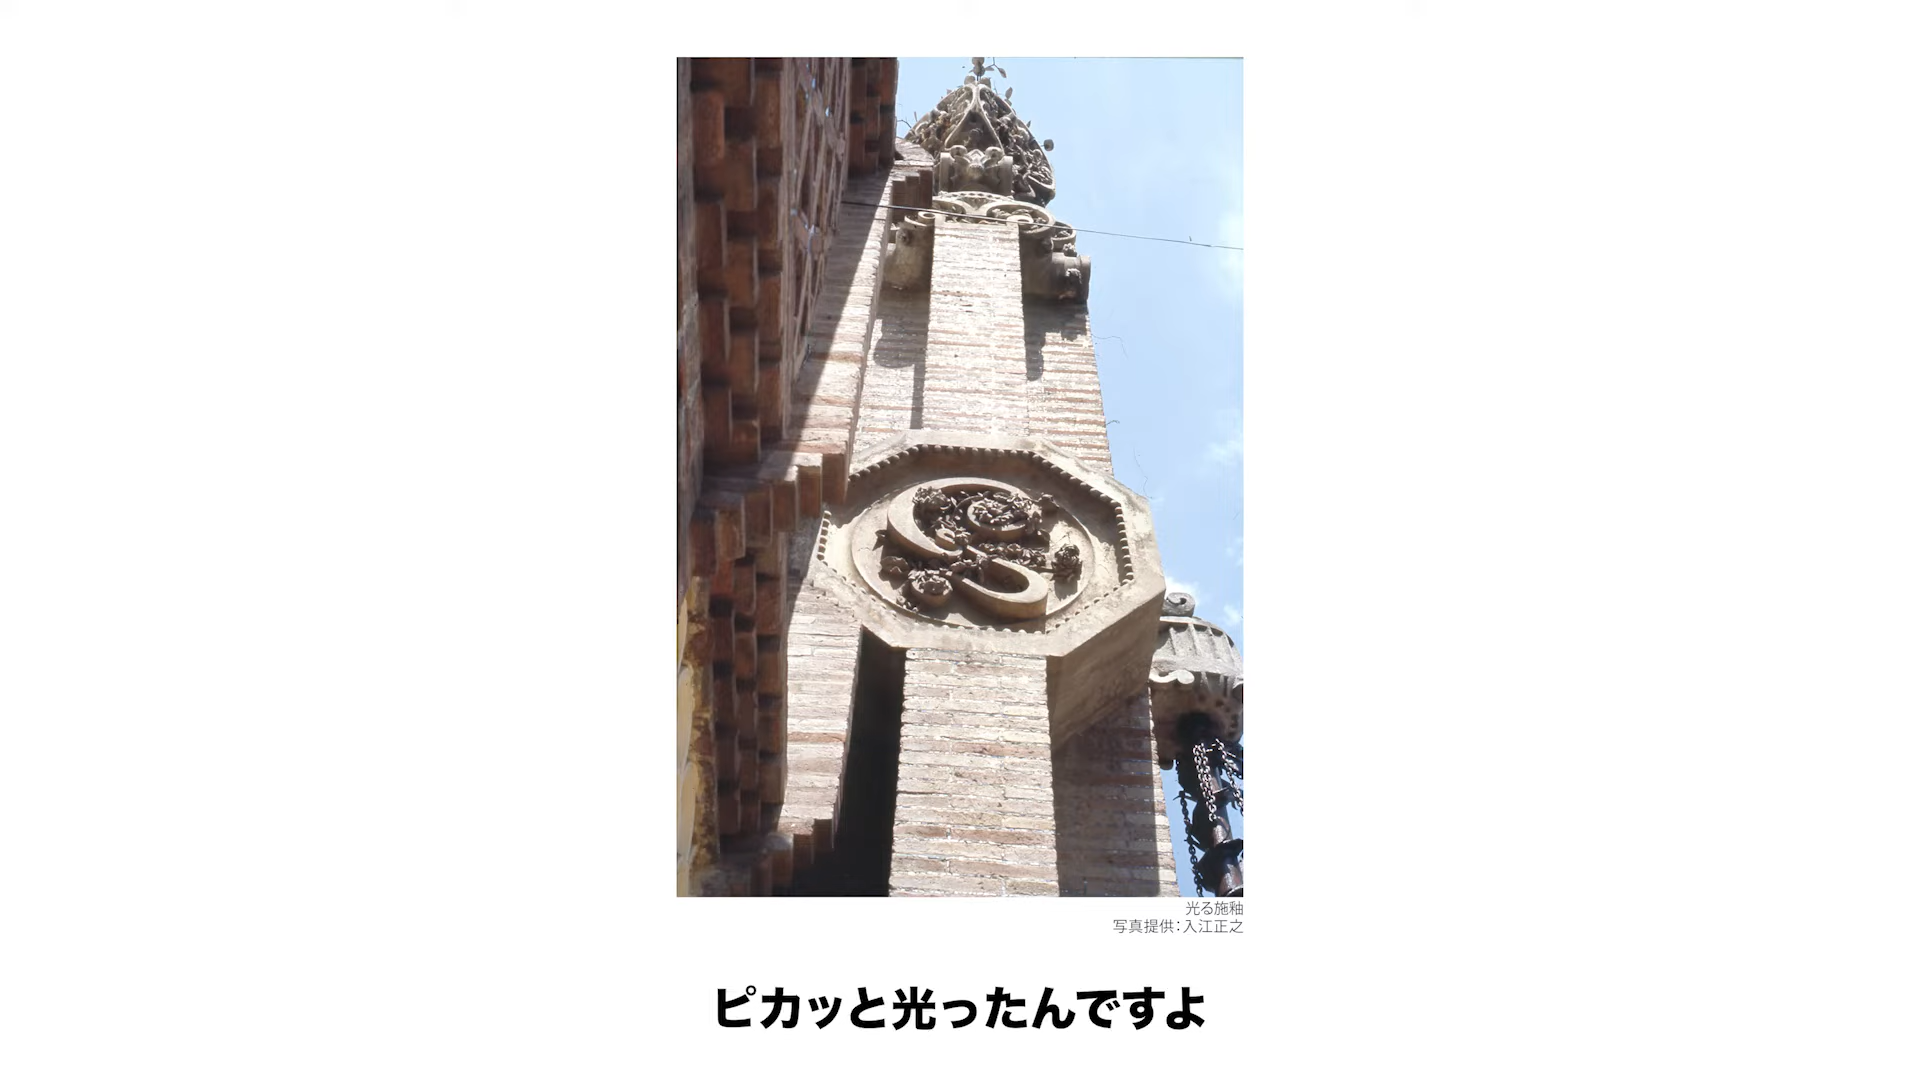 光る施釉
写真提供：入江正之
ピカッと光ったんですよ